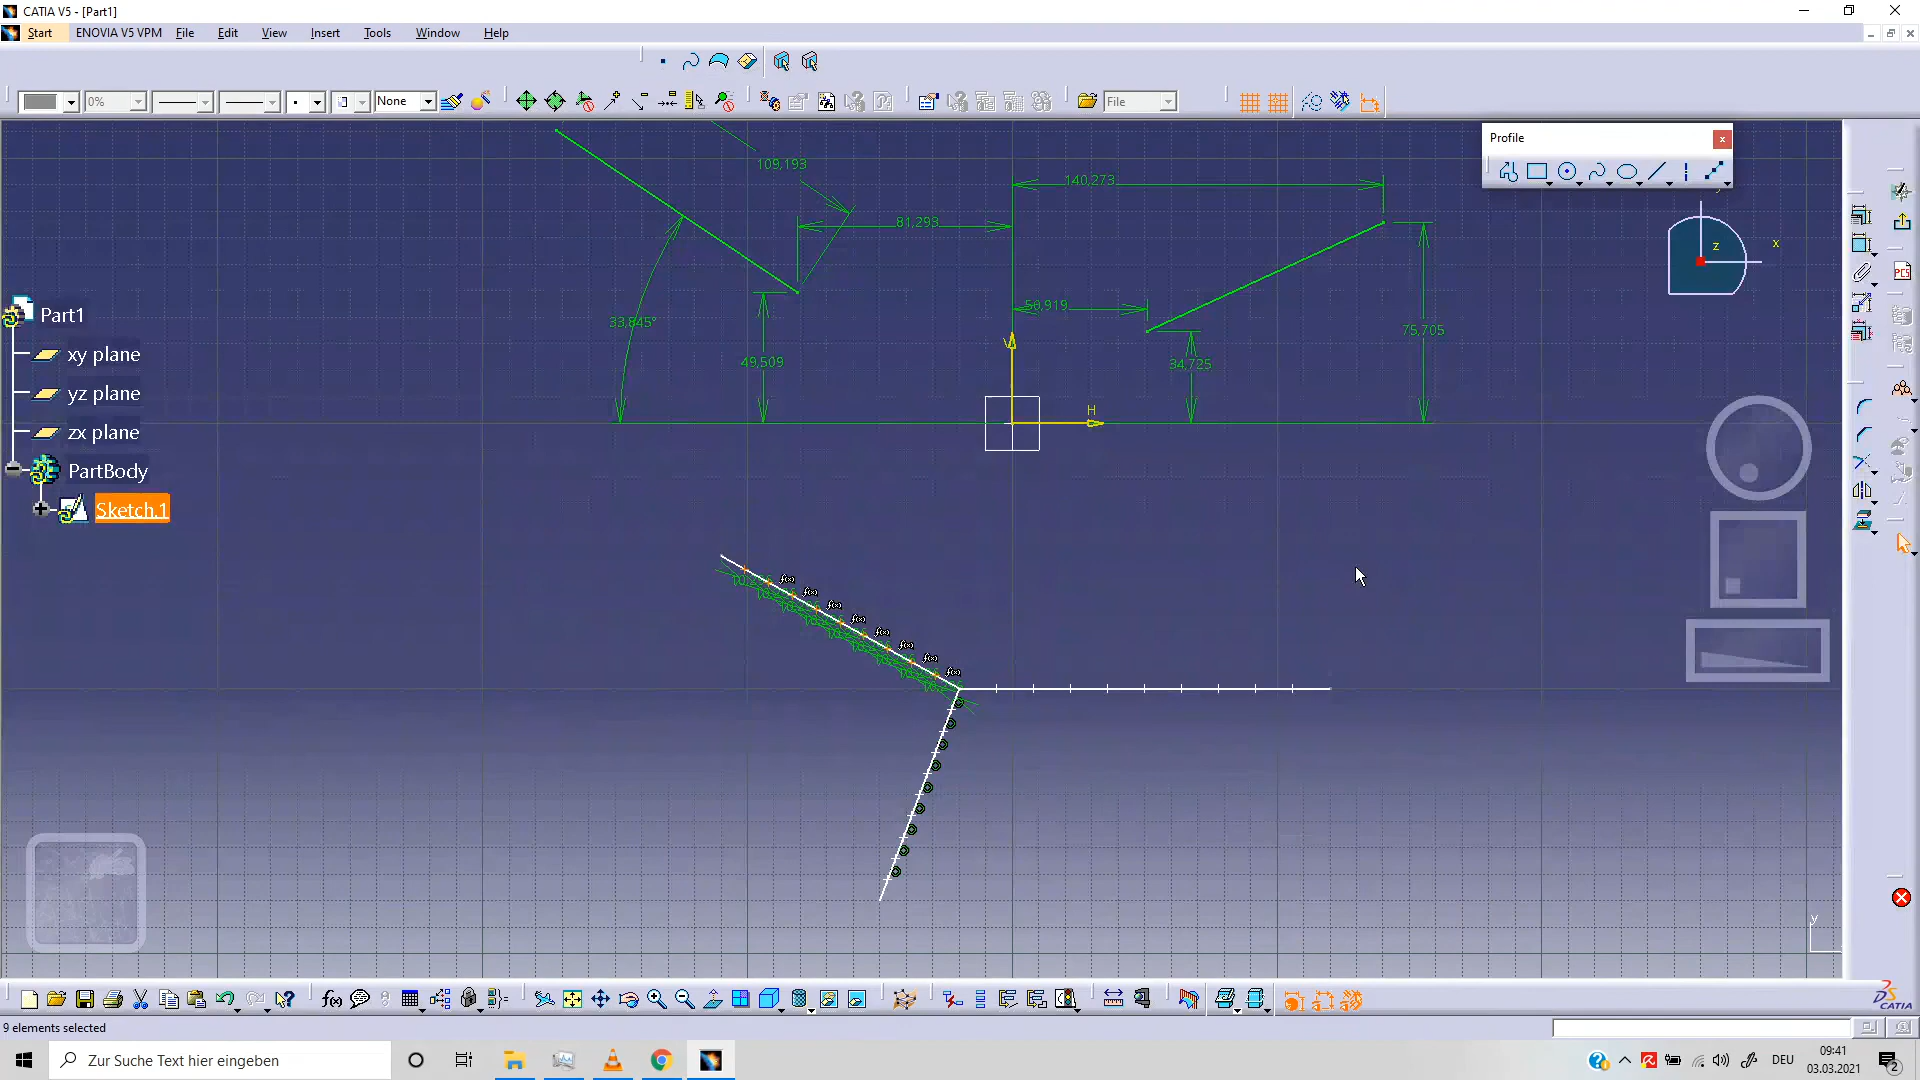 CATIA V5 - [Part1]
Start ENOVIA V5 VPM File Edit View Insert Tools Window Help
0% None File
Profile
109,193
140,273
81,293
50,919
33,845°
49,509
34,725
75,705
V
H
x
z
Part1
xy plane
yz plane
zx plane
PartBody
Sketch.1
f(x) f(x) f(x) f(x) f(x) f(x) f(x) f(x)
y
PCS
f(x)
CATIA
9 elements selected
Zur Suche Text hier eingeben
DEU
09:41
03.03.2021
2